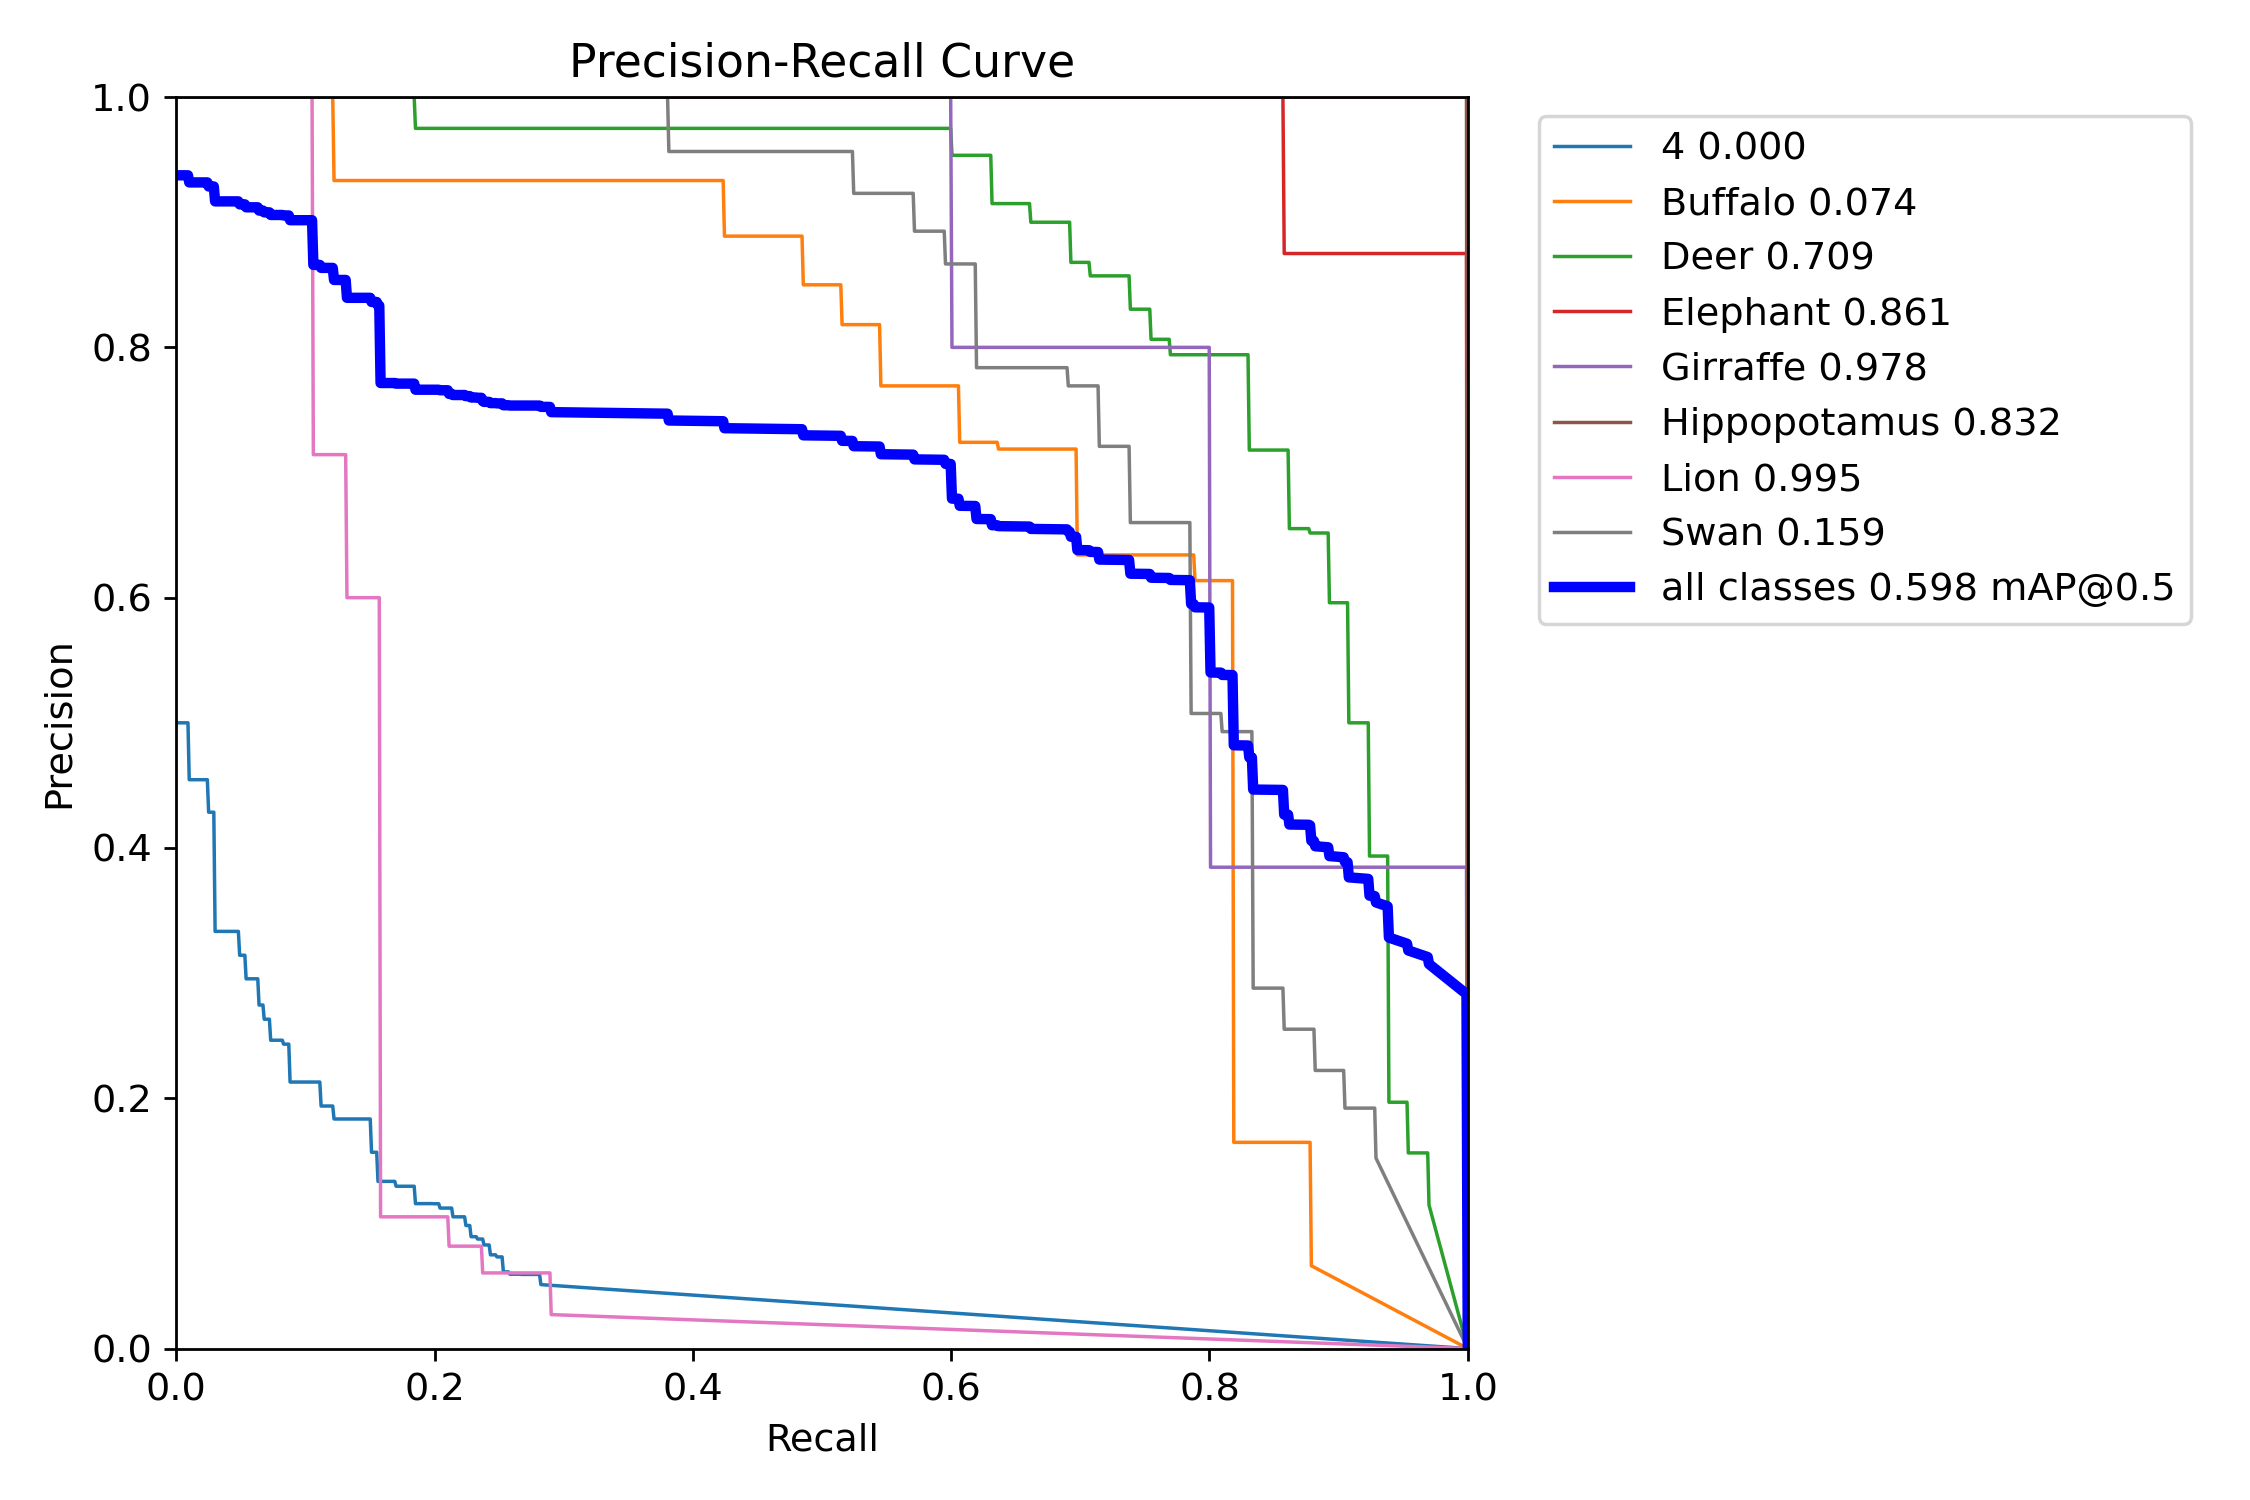 Precision-Recall Curve
1.0
0.8
0.6
0.4
0.2
0.0
Precision
0.0 0.2 0.4 0.6 0.8 1.0
Recall
4 0.000
Buffalo 0.074
Deer 0.709
Elephant 0.861
Girraffe 0.978
Hippopotamus 0.832
Lion 0.995
Swan 0.159
all classes 0.598 mAP@0.5